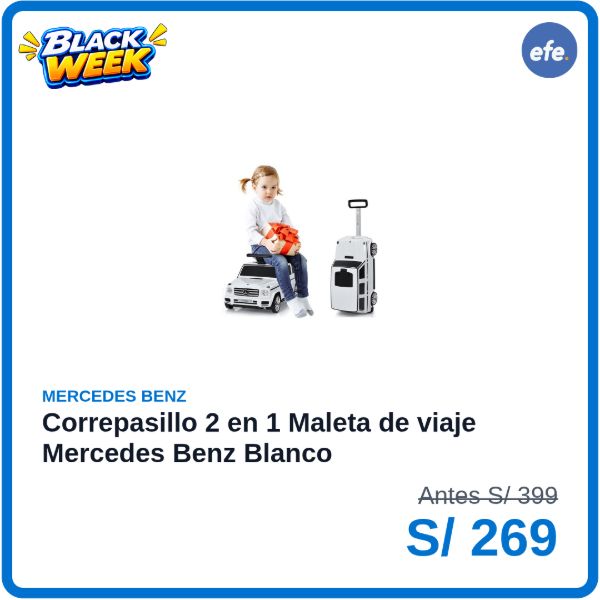 BLACK
WEEK
efe.
MERCEDES BENZ
Correpasillo 2 en 1 Maleta de viaje
Mercedes Benz Blanco
Antes S/ 399
S/ 269